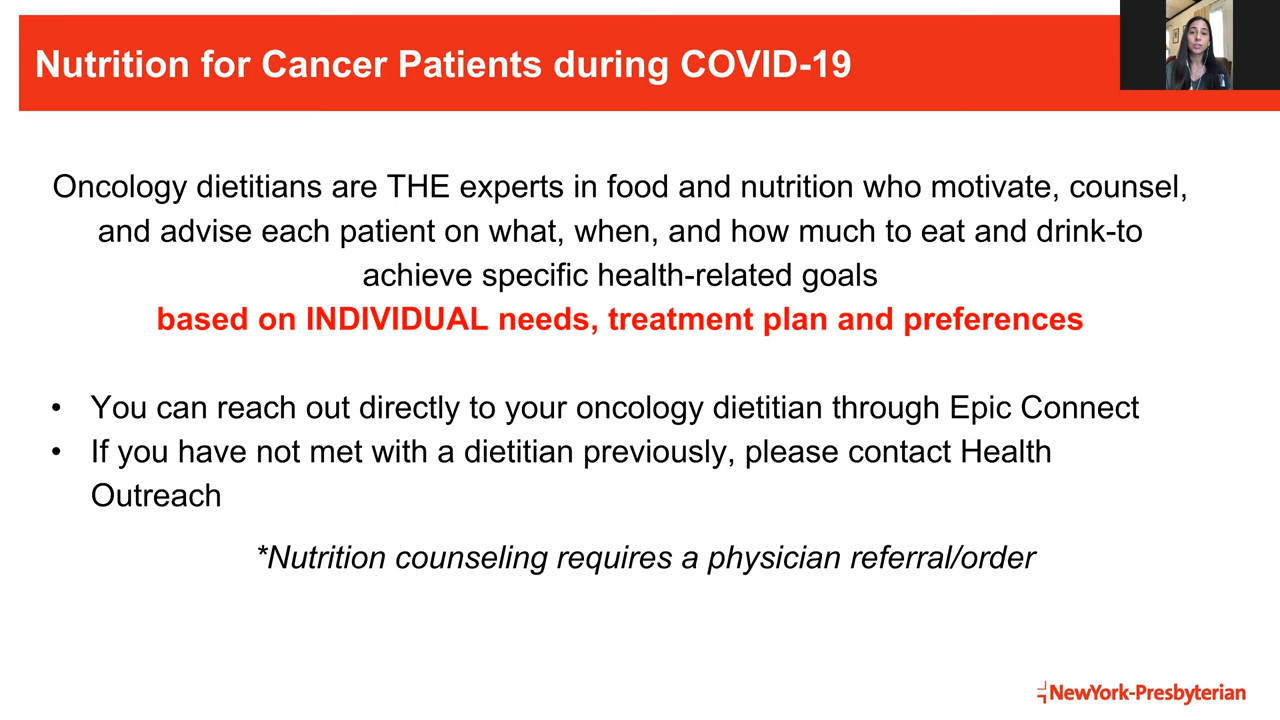 Nutrition for Cancer Patients during COVID-19
Oncology dietitians are THE experts in food and nutrition who motivate, counsel,
and advise each patient on what, when, and how much to eat and drink-to
achieve specific health-related goals
based on INDIVIDUAL needs, treatment plan and preferences
• You can reach out directly to your oncology dietitian through Epic Connect
• If you have not met with a dietitian previously, please contact Health
Outreach
*Nutrition counseling requires a physician referral/order
NewYork-Presbyterian